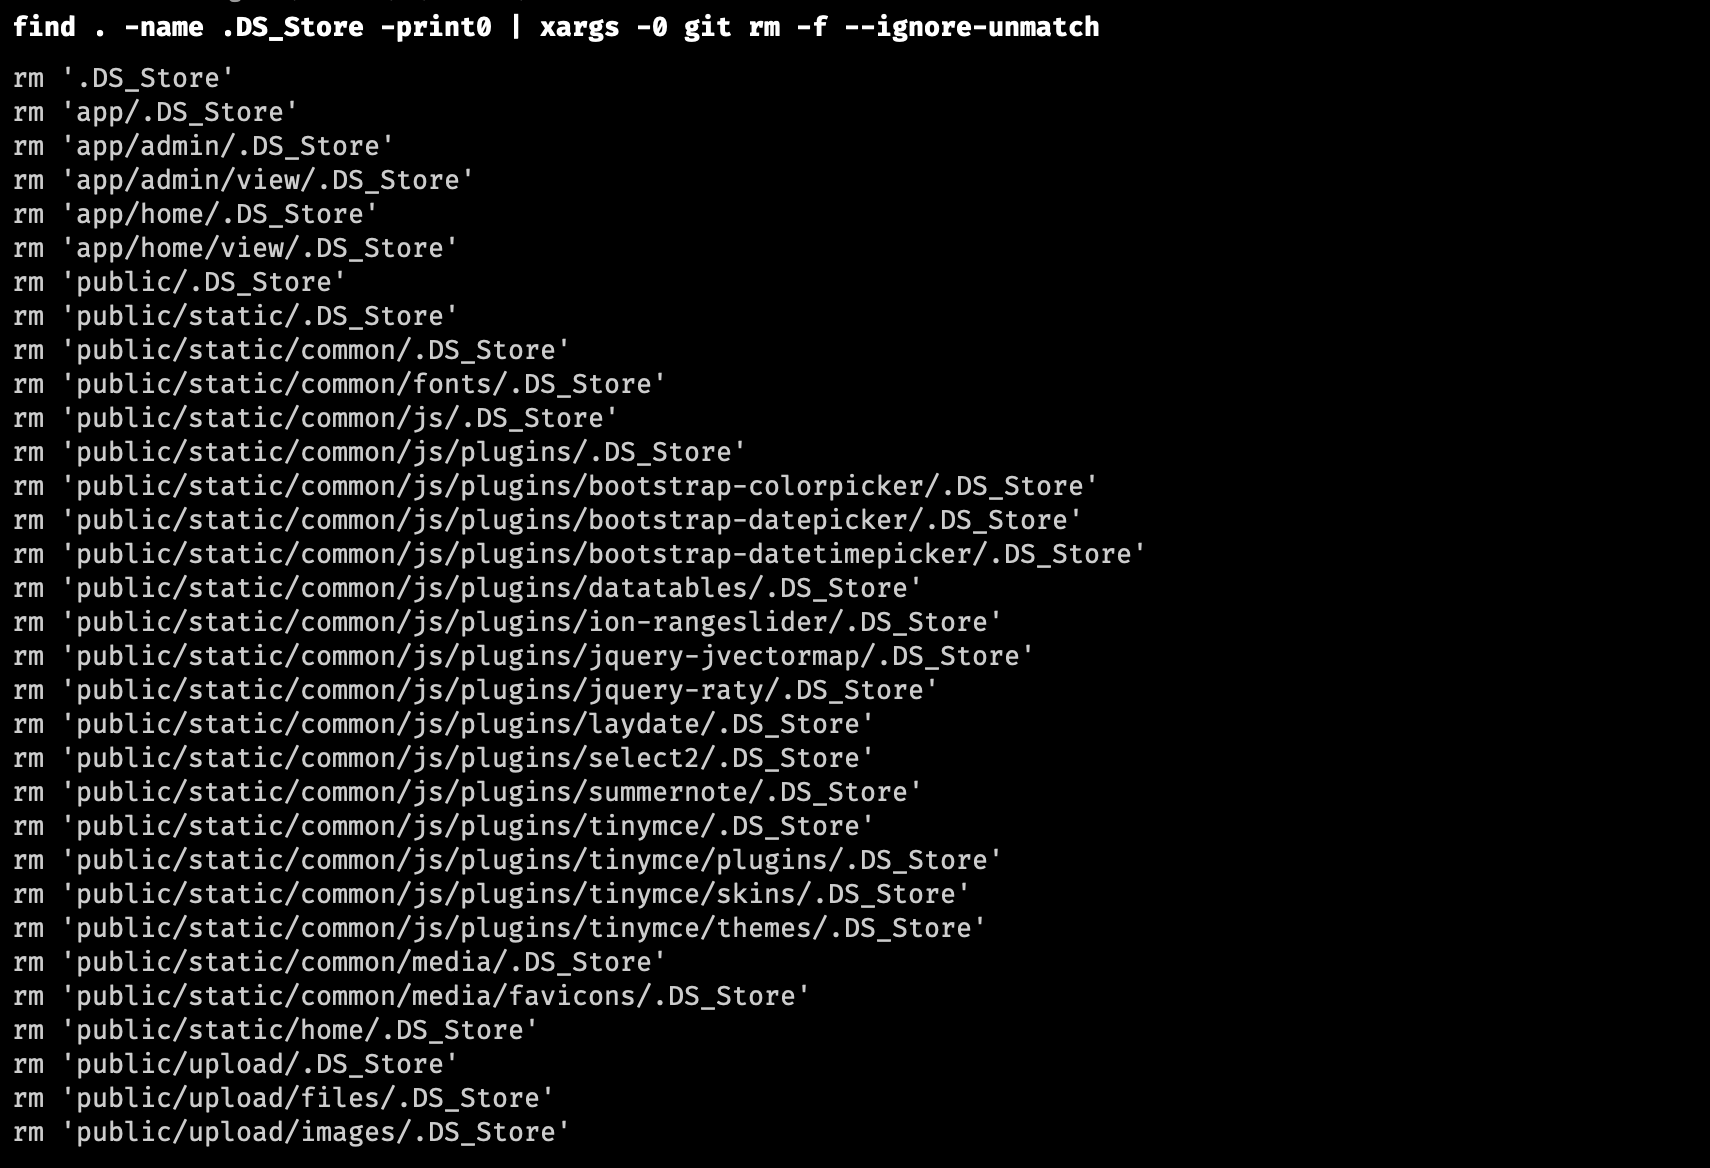 find . -name .DS_Store -print0 | xargs -0 git rm -f --ignore-unmatch
rm '.DS_Store'
rm 'app/.DS_Store'
rm 'app/admin/.DS_Store'
rm 'app/admin/view/.DS_Store'
rm 'app/home/.DS_Store'
rm 'app/home/view/.DS_Store'
rm 'public/.DS_Store'
rm 'public/static/.DS_Store'
rm 'public/static/common/.DS_Store'
rm 'public/static/common/fonts/.DS_Store'
rm 'public/static/common/js/.DS_Store'
rm 'public/static/common/js/plugins/.DS_Store'
rm 'public/static/common/js/plugins/bootstrap-colorpicker/.DS_Store'
rm 'public/static/common/js/plugins/bootstrap-datepicker/.DS_Store'
rm 'public/static/common/js/plugins/bootstrap-datetimepicker/.DS_Store'
rm 'public/static/common/js/plugins/datatables/.DS_Store'
rm 'public/static/common/js/plugins/ion-rangeslider/.DS_Store'
rm 'public/static/common/js/plugins/jquery-jvectormap/.DS_Store'
rm 'public/static/common/js/plugins/jquery-raty/.DS_Store'
rm 'public/static/common/js/plugins/laydate/.DS_Store'
rm 'public/static/common/js/plugins/select2/.DS_Store'
rm 'public/static/common/js/plugins/summernote/.DS_Store'
rm 'public/static/common/js/plugins/tinymce/.DS_Store'
rm 'public/static/common/js/plugins/tinymce/plugins/.DS_Store'
rm 'public/static/common/js/plugins/tinymce/skins/.DS_Store'
rm 'public/static/common/js/plugins/tinymce/themes/.DS_Store'
rm 'public/static/common/media/.DS_Store'
rm 'public/static/common/media/favicons/.DS_Store'
rm 'public/static/home/.DS_Store'
rm 'public/upload/.DS_Store'
rm 'public/upload/files/.DS_Store'
rm 'public/upload/images/.DS_Store'